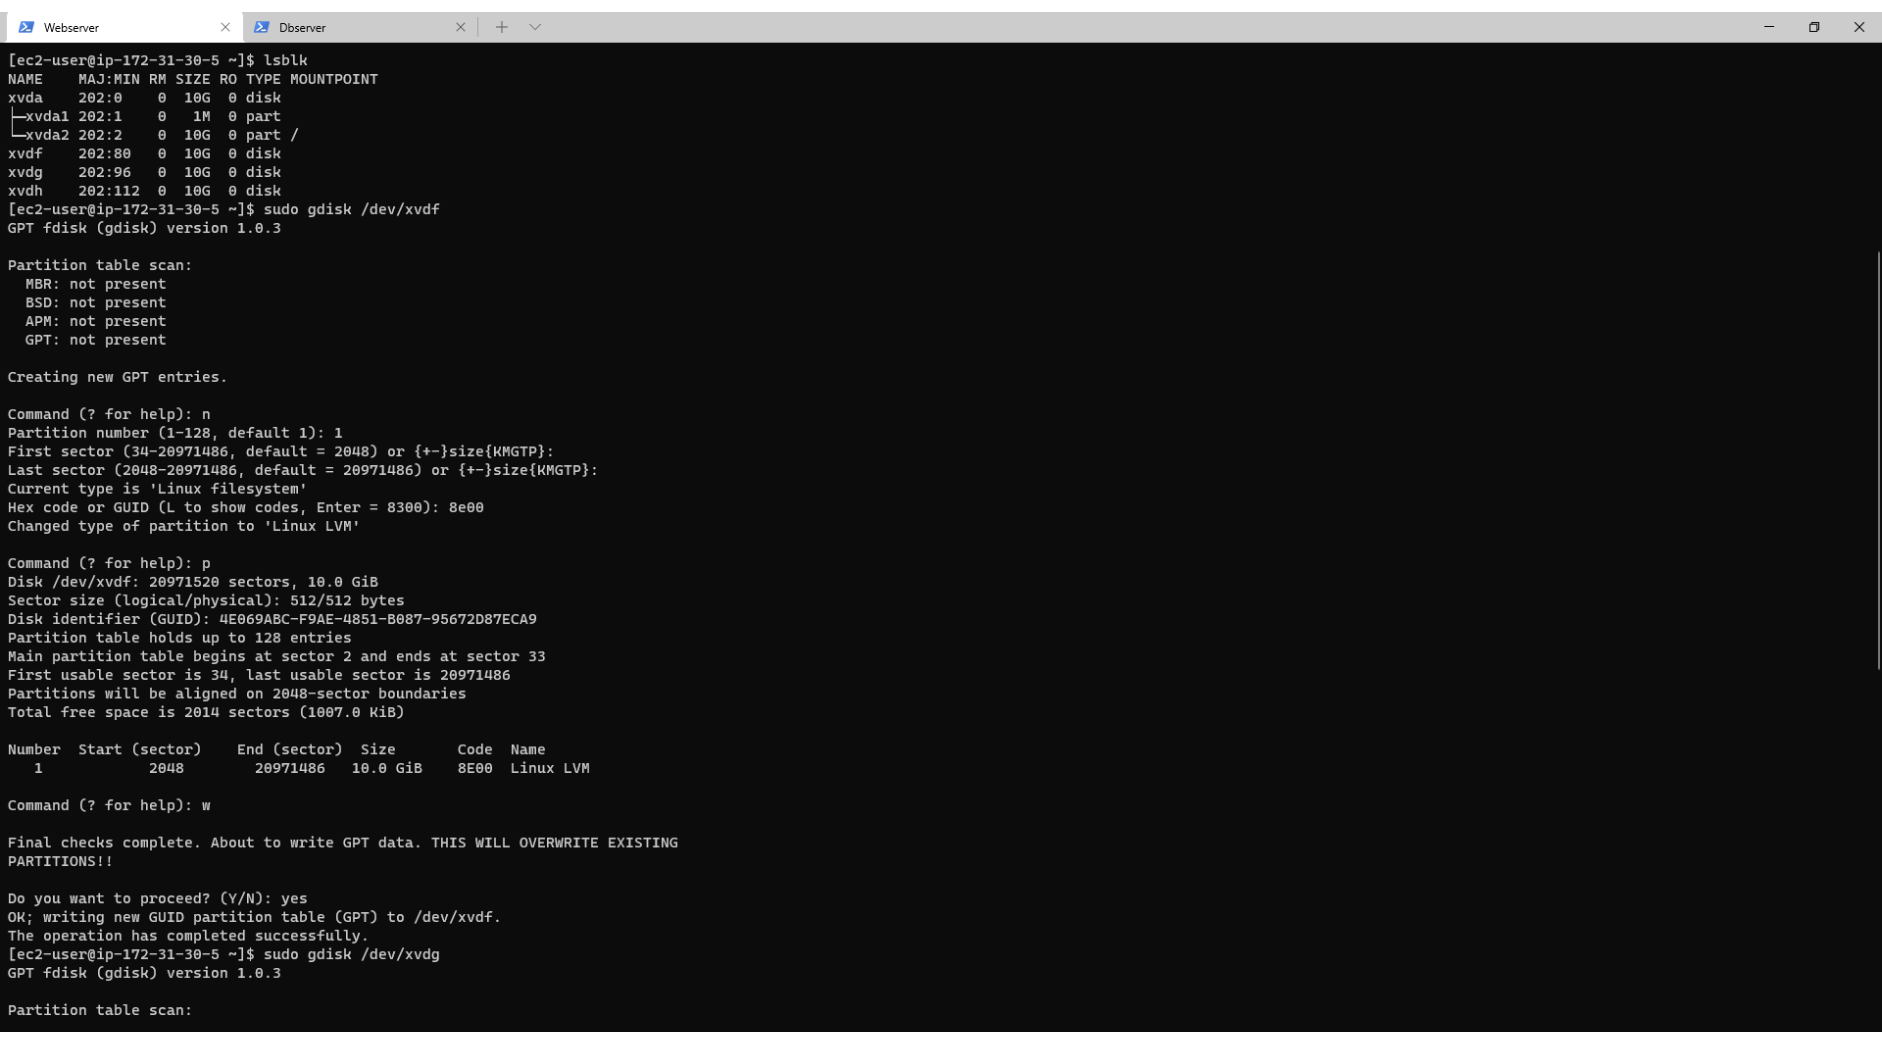 Webserver
Dbserver
[ec2-user@ip-172-31-30-5 ~]$ lsblk
NAME    MAJ:MIN RM SIZE RO TYPE MOUNTPOINT
xvda    202:0    0  10G  0 disk
├─xvda1 202:1    0   1M  0 part
└─xvda2 202:2    0  10G  0 part /
xvdf    202:80   0  10G  0 disk
xvdg    202:96   0  10G  0 disk
xvdh    202:112  0  10G  0 disk
[ec2-user@ip-172-31-30-5 ~]$ sudo gdisk /dev/xvdf
GPT fdisk (gdisk) version 1.0.3
Partition table scan:
  MBR: not present
  BSD: not present
  APM: not present
  GPT: not present
Creating new GPT entries.
Command (? for help): n
Partition number (1-128, default 1): 1
First sector (34-20971486, default = 2048) or {+-}size{KMGTP}:
Last sector (2048-20971486, default = 20971486) or {+-}size{KMGTP}:
Current type is 'Linux filesystem'
Hex code or GUID (L to show codes, Enter = 8300): 8e00
Changed type of partition to 'Linux LVM'
Command (? for help): p
Disk /dev/xvdf: 20971520 sectors, 10.0 GiB
Sector size (logical/physical): 512/512 bytes
Disk identifier (GUID): 4E069ABC-F9AE-4851-B087-95672D87ECA9
Partition table holds up to 128 entries
Main partition table begins at sector 2 and ends at sector 33
First usable sector is 34, last usable sector is 20971486
Partitions will be aligned on 2048-sector boundaries
Total free space is 2014 sectors (1007.0 KiB)
Number  Start (sector)    End (sector)  Size       Code  Name
   1            2048        20971486   10.0 GiB    8E00  Linux LVM
Command (? for help): w
Final checks complete. About to write GPT data. THIS WILL OVERWRITE EXISTING
PARTITIONS!!
Do you want to proceed? (Y/N): yes
OK; writing new GUID partition table (GPT) to /dev/xvdf.
The operation has completed successfully.
[ec2-user@ip-172-31-30-5 ~]$ sudo gdisk /dev/xvdg
GPT fdisk (gdisk) version 1.0.3
Partition table scan: